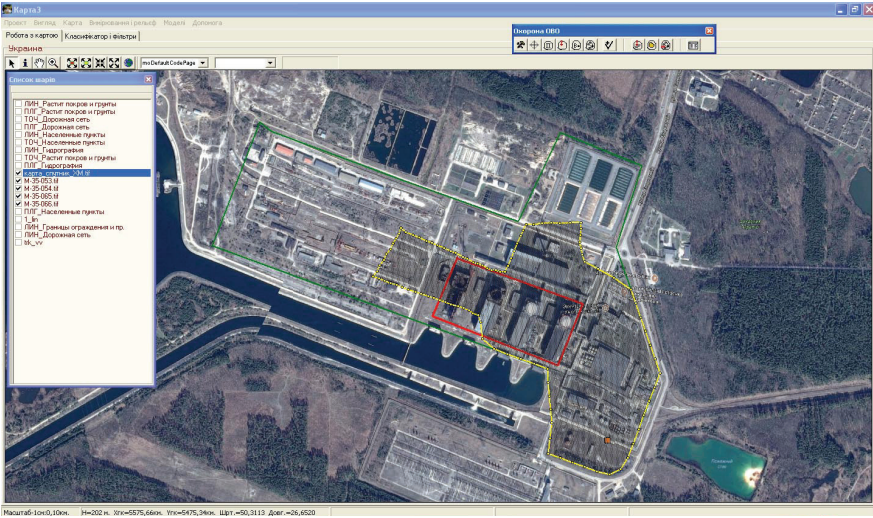 Карта3
Проект Вигляд Карта Вимірювання і рельєф Моделі Допомога
Робота з картою Класифікатор і фільтри
Охорона ОВО
Украина
moDefaultCodePage
Список шарів
ЛИН_Растит покров и грунты
ПЛГ_Растит покров и грунты
ТОЧ_Дорожная сеть
ПЛГ_Дорожная сеть
ЛИН_Населенные пункты
ТОЧ_Населенные пункты
ЛИН_Гидрография
ТОЧ_Растит покров и грунты
ПЛГ_Гидрография
карта_спутник_ХМ.tif
М-35-053.tif
М-35-054.tif
М-35-065.tif
М-35-066.tif
ПЛГ_Населенные пункты
1_lin
ЛИН_Границы ограждения и пр.
ЛИН_Дорожная сеть
Масштаб-1см:0,10км. H=202 м. Xгк=5575,66км. Yгк=5475,34км. Шрт.=50,3113 Довг.=26,6520